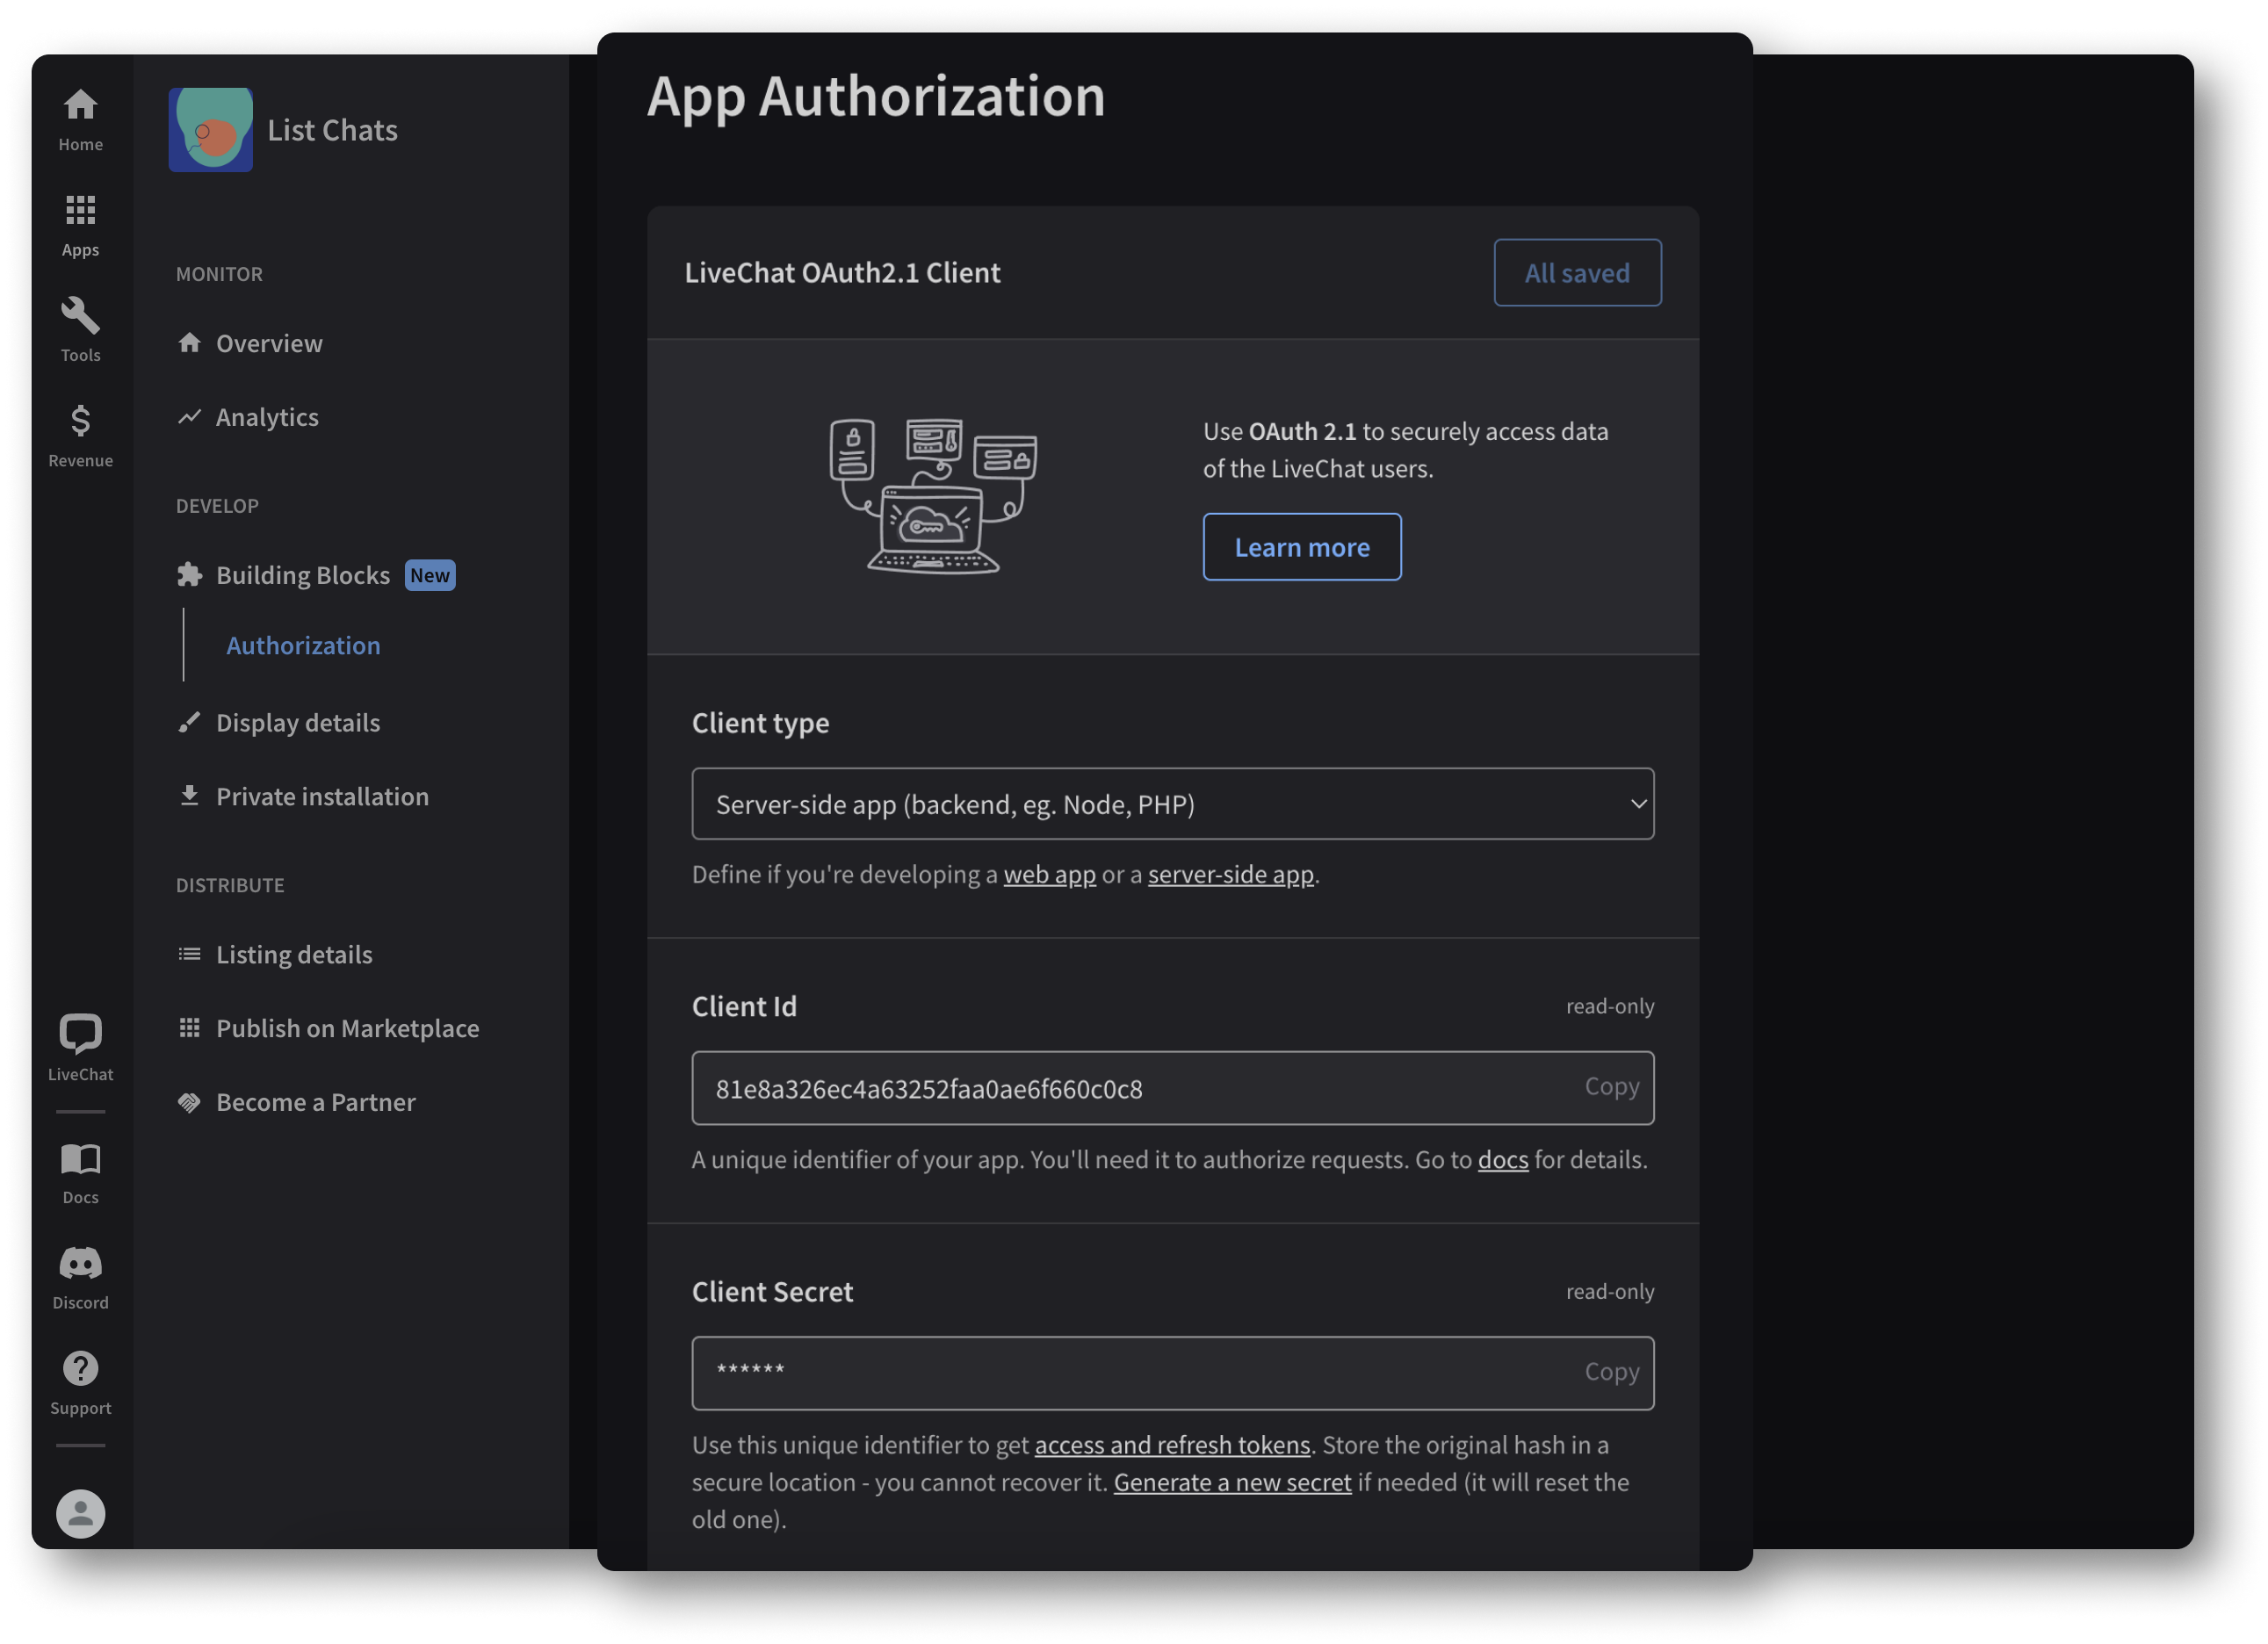 Home
Apps
Tools
Revenue
LiveChat
Docs
Discord
Support
List Chats
MONITOR
Overview
Analytics
DEVELOP
Building Blocks New
Authorization
Display details
Private installation
DISTRIBUTE
Listing details
Publish on Marketplace
Become a Partner
App Authorization
LiveChat OAuth2.1 Client
All saved
Use OAuth 2.1 to securely access data
of the LiveChat users.
Learn more
Client type
Server-side app (backend, eg. Node, PHP)
Define if you're developing a web app or a server-side app.
Client Id
read-only
81e8a326ec4a63252faa0ae6f660c0c8
Copy
A unique identifier of your app. You'll need it to authorize requests. Go to docs for details.
Client Secret
read-only
******
Copy
Use this unique identifier to get access and refresh tokens. Store the original hash in a
secure location - you cannot recover it. Generate a new secret if needed (it will reset the
old one).